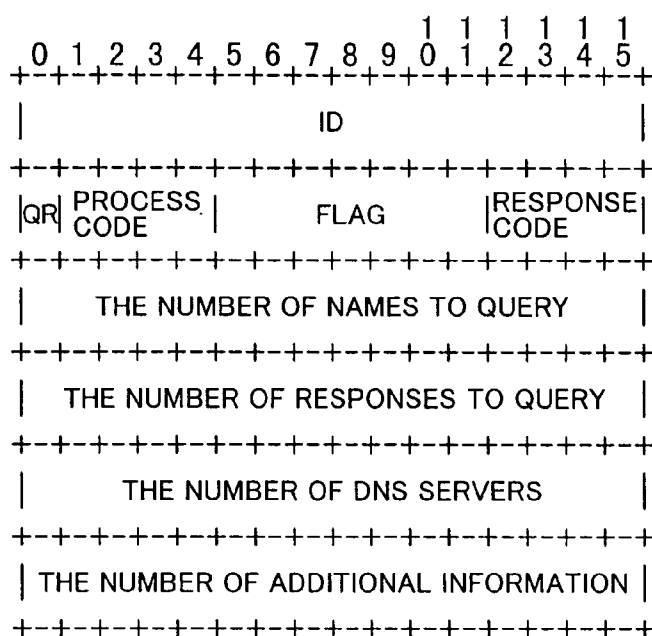 1 1 1 1 1 1
0 1 2 3 4 5 6 7 8 9 0 1 2 3 4 5
+-+-+-+-+-+-+-+-+-+-+-+-+-+-+-+-+
| ID |
+-+-+-+-+-+-+-+-+-+-+-+-+-+-+-+-+
|QR| PROCESS CODE | FLAG |RESPONSE CODE |
+-+-+-+-+-+-+-+-+-+-+-+-+-+-+-+-+
| THE NUMBER OF NAMES TO QUERY |
+-+-+-+-+-+-+-+-+-+-+-+-+-+-+-+-+
| THE NUMBER OF RESPONSES TO QUERY |
+-+-+-+-+-+-+-+-+-+-+-+-+-+-+-+-+
| THE NUMBER OF DNS SERVERS |
+-+-+-+-+-+-+-+-+-+-+-+-+-+-+-+-+
| THE NUMBER OF ADDITIONAL INFORMATION |
+-+-+-+-+-+-+-+-+-+-+-+-+-+-+-+-+